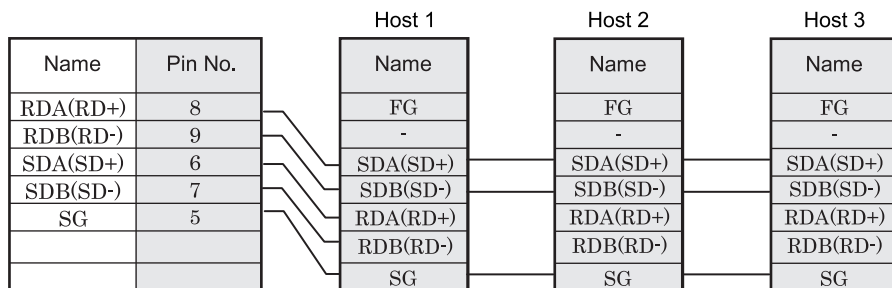 Host 1 Host 2 Host 3
Name Pin No. Name Name Name
RDA(RD+) 8 FG FG FG
RDB(RD-) 9 - - -
SDA(SD+) 6 SDA(SD+) SDA(SD+) SDA(SD+)
SDB(SD-) 7 SDB(SD-) SDB(SD-) SDB(SD-)
SG 5 RDA(RD+) RDA(RD+) RDA(RD+)
RDB(RD-) RDB(RD-) RDB(RD-)
SG SG SG